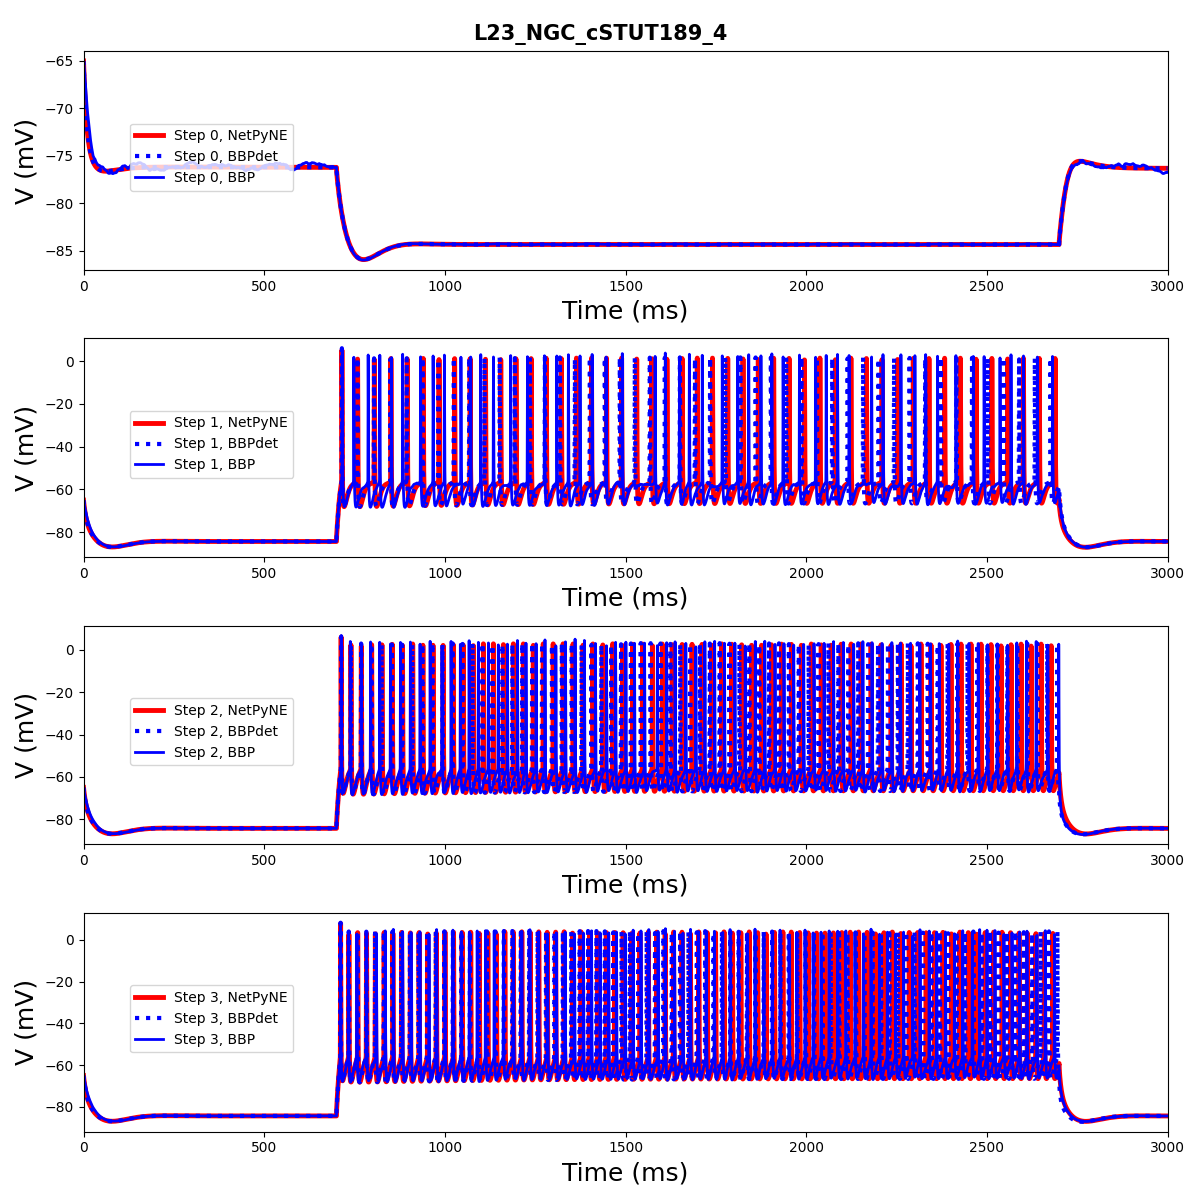 L23_NGC_cSTUT189_4
−65
−70
−75
−80
−85
V (mV)
Step 0, NetPyNE
Step 0, BBPdet
Step 0, BBP
0 500 1000 1500 2000 2500 3000
Time (ms)
0
−20
−40
−60
−80
V (mV)
Step 1, NetPyNE
Step 1, BBPdet
Step 1, BBP
0 500 1000 1500 2000 2500 3000
Time (ms)
0
−20
−40
−60
−80
V (mV)
Step 2, NetPyNE
Step 2, BBPdet
Step 2, BBP
0 500 1000 1500 2000 2500 3000
Time (ms)
0
−20
−40
−60
−80
V (mV)
Step 3, NetPyNE
Step 3, BBPdet
Step 3, BBP
0 500 1000 1500 2000 2500 3000
Time (ms)